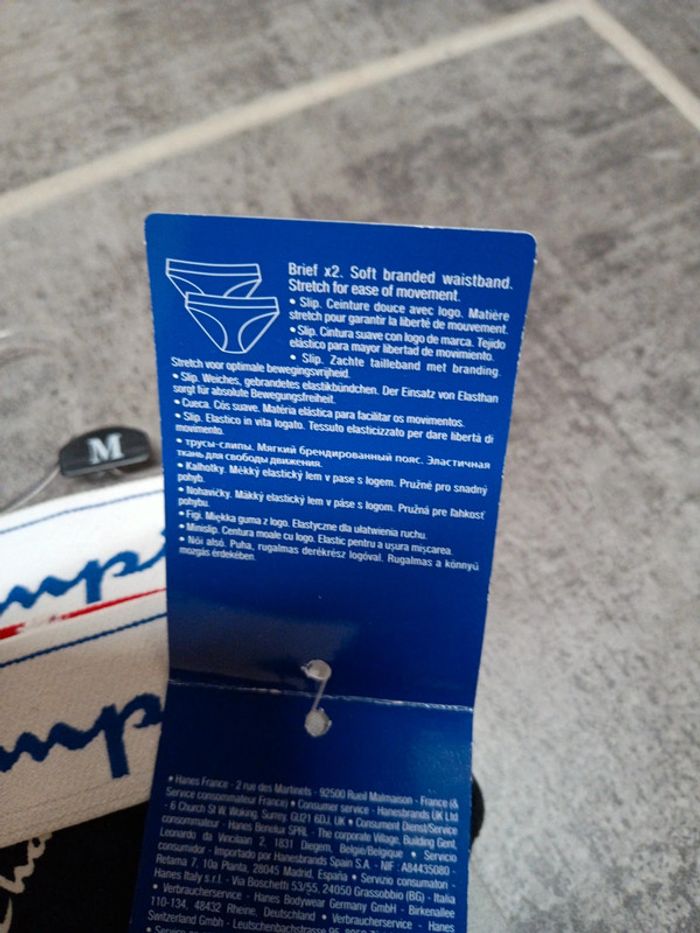 Brief x2. Soft branded waistband.
Stretch for ease of movement.
• Slip. Ceinture douce avec logo. Matière
stretch pour garantir la liberté de mouvement.
• Slip. Cintura suave con logo de marca. Tejido
elástico para mayor libertad de movimiento.
• Slip. Zachte tailleband met branding.
Stretch voor optimale bewegingsvrijheid.
• Slip. Weiches, gebrandetes elastikbündchen. Der Einsatz von Elasthan
sorgt für absolute Bewegungsfreiheit.
• Cueca. Cós suave. Matéria elástica para facilitar os movimentos.
• Slip. Elastico in vita logato. Tessuto elasticizzato per dare libertà di
movimento.
• трусы-слипы. Мягкий брендированный пояс. Эластичная
ткань для свободы движения.
• Kalhotky. Měkký elastický lem v pase s logem. Pružné pro snadný
pohyb.
• Nohavičky. Mäkký elastický lem v páse s logom. Pružná pre ľahkosť
pohybu.
• Figi. Miękka guma z logo. Elastyczne dla ułatwienia ruchu.
• Minislip. Centura moale cu logo. Elastic pentru a uşura mişcarea.
• Női alsó. Puha, rugalmas derékrész logóval. Rugalmas a könnyű
mozgás érdekében.
M
• Hanes France - 2 rue des Martinets - 92500 Rueil Malmaison - France (&
Service consommateur France) • Consumer service - Hanesbrands UK Ltd
- 6 Church St W, Woking, Surrey, GU21 6DJ, UK • Consument Dienst/Service
consommateur - Hanes Benelux SPRL - The corporate Village, Building Gent,
Leonardo da Vincilaan 2, 1831 Diegem, Belgie/Belgique • Servicio
consumidor - Importado por Hanesbrands Spain S.A. - NIF : A84435080 -
Retama 7, 10a Planta, 28045 Madrid, España • Servizio consumatori -
Hanes Italy s.r.l. - Via Boschetti 53/55, 24050 Grassobbio (BG) - Italia
• Verbraucherservice - Hanes Bodywear Germany GmbH - Birkenallee
110-134, 48432 Rheine, Deutschland • Verbraucherservice - Hanes
Switzerland GmbH - Leutschenbachstrasse 95,